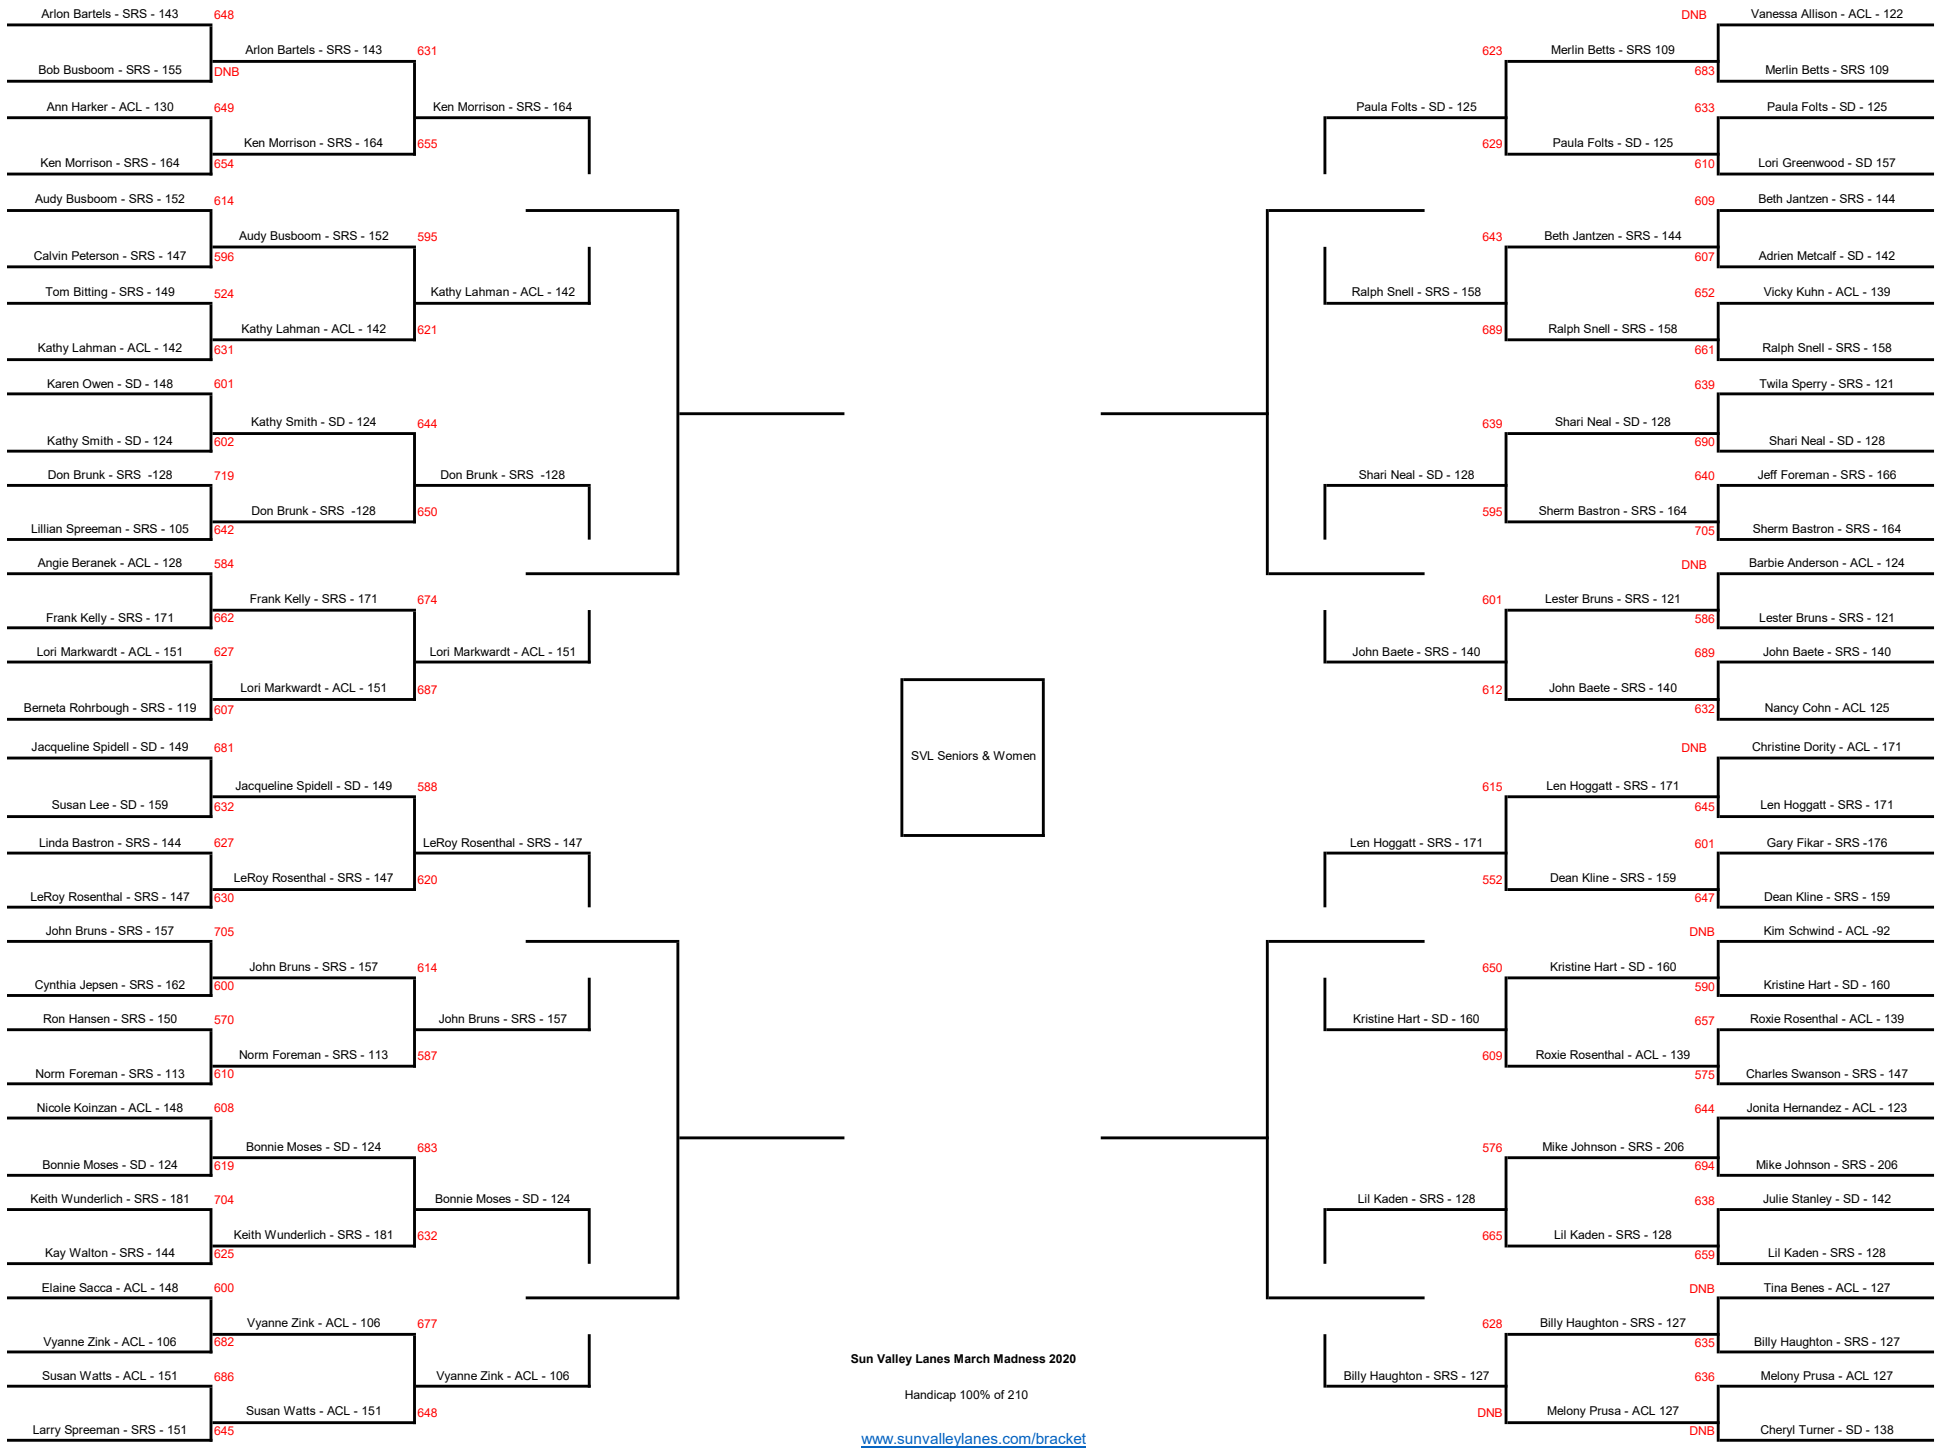 Arlon Bartels - SRS - 143
648
Arlon Bartels - SRS - 143
631
Bob Busboom - SRS - 155
DNB
Ann Harker - ACL - 130
649
Ken Morrison - SRS - 164
Ken Morrison - SRS - 164
655
Ken Morrison - SRS - 164
654
Audy Busboom - SRS - 152
614
Audy Busboom - SRS - 152
595
Calvin Peterson - SRS - 147
596
Tom Bitting - SRS - 149
524
Kathy Lahman - ACL - 142
Kathy Lahman - ACL - 142
621
Kathy Lahman - ACL - 142
631
Karen Owen - SD - 148
601
Kathy Smith - SD - 124
644
Kathy Smith - SD - 124
602
Don Brunk - SRS  -128
719
Don Brunk - SRS  -128
Don Brunk - SRS  -128
650
Lillian Spreeman - SRS - 105
642
Angie Beranek - ACL - 128
584
Frank Kelly - SRS - 171
674
Frank Kelly - SRS - 171
662
Lori Markwardt - ACL - 151
627
Lori Markwardt - ACL - 151
Lori Markwardt - ACL - 151
687
Berneta Rohrbough - SRS - 119
607
Jacqueline Spidell - SD - 149
681
Jacqueline Spidell - SD - 149
588
Susan Lee - SD - 159
632
Linda Bastron - SRS - 144
627
LeRoy Rosenthal - SRS - 147
LeRoy Rosenthal - SRS - 147
620
LeRoy Rosenthal - SRS - 147
630
John Bruns - SRS - 157
705
John Bruns - SRS - 157
614
Cynthia Jepsen - SRS - 162
600
Ron Hansen - SRS - 150
570
John Bruns - SRS - 157
Norm Foreman - SRS - 113
587
Norm Foreman - SRS - 113
610
Nicole Koinzan - ACL - 148
608
Bonnie Moses - SD - 124
683
Bonnie Moses - SD - 124
619
Keith Wunderlich - SRS - 181
704
Bonnie Moses - SD - 124
Keith Wunderlich - SRS - 181
632
Kay Walton - SRS - 144
625
Elaine Sacca - ACL - 148
600
Vyanne Zink - ACL - 106
677
Vyanne Zink - ACL - 106
682
Susan Watts - ACL - 151
686
Vyanne Zink - ACL - 106
Susan Watts - ACL - 151
648
Larry Spreeman - SRS - 151
645
SVL Seniors & Women
Sun Valley Lanes March Madness 2020
Handicap 100% of 210
www.sunvalleylanes.com/bracket
DNB
Vanessa Allison - ACL - 122
623
Merlin Betts - SRS 109
683
Merlin Betts - SRS 109
Paula Folts - SD - 125
633
Paula Folts - SD - 125
629
Paula Folts - SD - 125
610
Lori Greenwood - SD 157
609
Beth Jantzen - SRS - 144
643
Beth Jantzen - SRS - 144
607
Adrien Metcalf - SD - 142
Ralph Snell - SRS - 158
652
Vicky Kuhn - ACL - 139
689
Ralph Snell - SRS - 158
661
Ralph Snell - SRS - 158
639
Twila Sperry - SRS - 121
639
Shari Neal - SD - 128
690
Shari Neal - SD - 128
Shari Neal - SD - 128
640
Jeff Foreman - SRS - 166
595
Sherm Bastron - SRS - 164
705
Sherm Bastron - SRS - 164
DNB
Barbie Anderson - ACL - 124
601
Lester Bruns - SRS - 121
586
Lester Bruns - SRS - 121
John Baete - SRS - 140
689
John Baete - SRS - 140
612
John Baete - SRS - 140
632
Nancy Cohn - ACL 125
DNB
Christine Dority - ACL - 171
615
Len Hoggatt - SRS - 171
645
Len Hoggatt - SRS - 171
Len Hoggatt - SRS - 171
601
Gary Fikar - SRS -176
552
Dean Kline - SRS - 159
647
Dean Kline - SRS - 159
DNB
Kim Schwind - ACL -92
650
Kristine Hart - SD - 160
590
Kristine Hart - SD - 160
Kristine Hart - SD - 160
657
Roxie Rosenthal - ACL - 139
609
Roxie Rosenthal - ACL - 139
575
Charles Swanson - SRS - 147
644
Jonita Hernandez - ACL - 123
576
Mike Johnson - SRS - 206
694
Mike Johnson - SRS - 206
Lil Kaden - SRS - 128
638
Julie Stanley - SD - 142
665
Lil Kaden - SRS - 128
659
Lil Kaden - SRS - 128
DNB
Tina Benes - ACL - 127
628
Billy Haughton - SRS - 127
635
Billy Haughton - SRS - 127
Billy Haughton - SRS - 127
636
Melony Prusa - ACL 127
DNB
Melony Prusa - ACL 127
DNB
Cheryl Turner - SD - 138